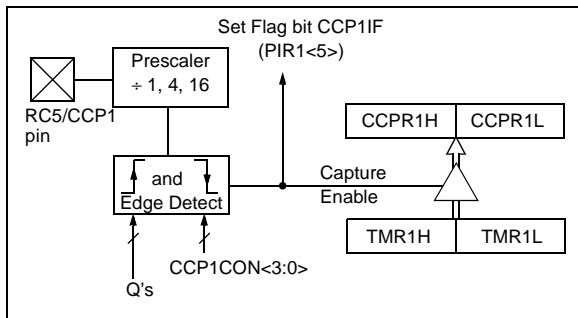 Set Flag bit CCP1IF
(PIR1<5>)
Prescaler
÷ 1, 4, 16
RC5/CCP1
pin
CCPR1H CCPR1L
and
Edge Detect
Capture
Enable
TMR1H TMR1L
CCP1CON<3:0>
Q's